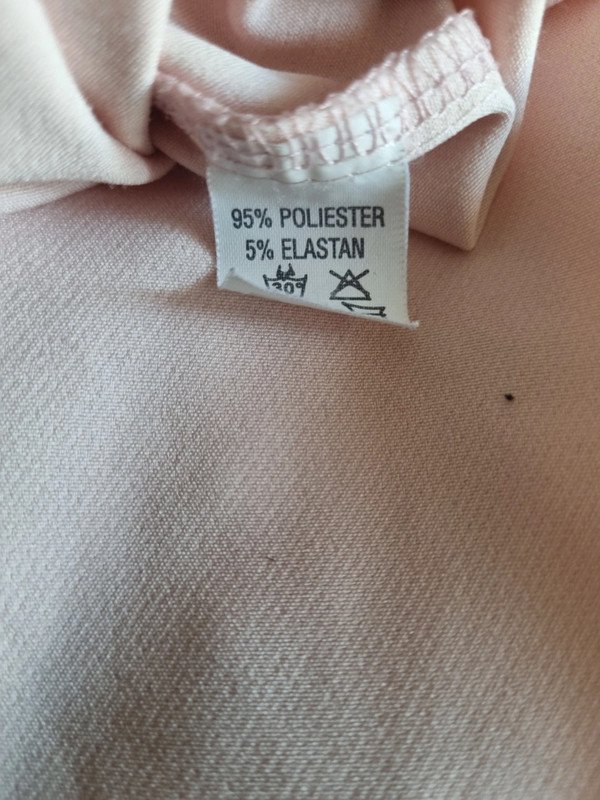 95% POLIESTER
5% ELASTAN
30°